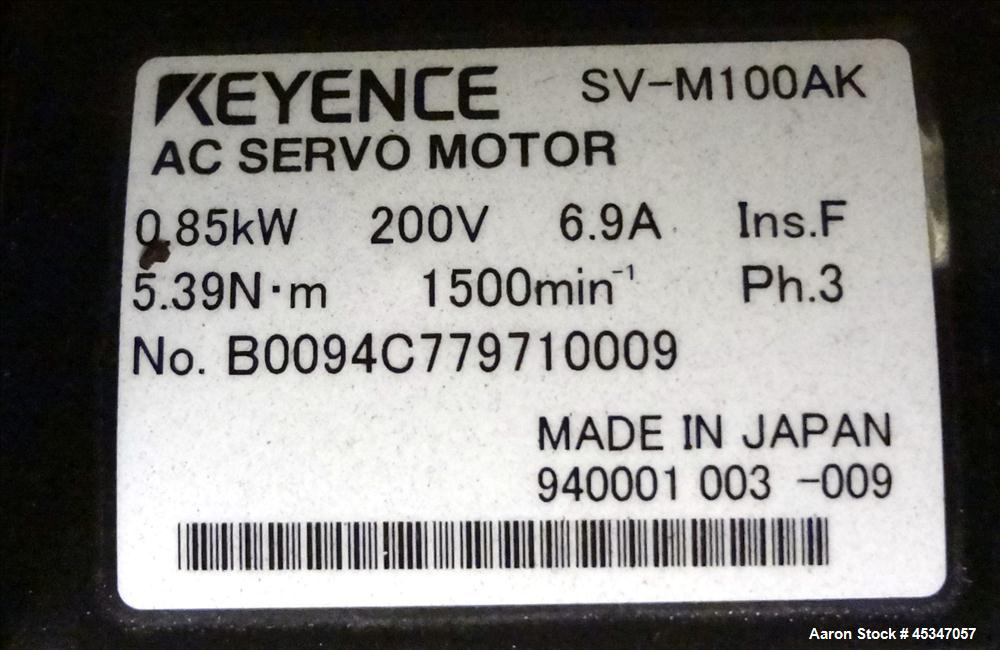 KEYENCE SV-M100AK
AC SERVO MOTOR
0.85kW 200V 6.9A Ins.F
5.39N·m 1500min⁻¹ Ph.3
No. B0094C779710009
MADE IN JAPAN
940001 003 -009
Aaron Stock # 45347057